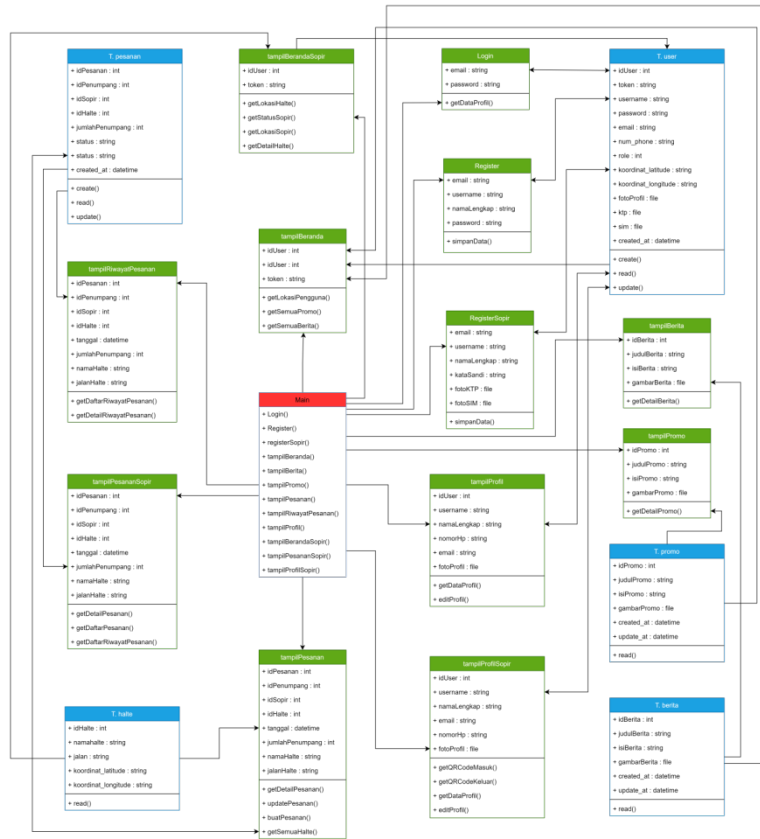 T. pesanan
+ idPesanan : int
+ idPenumpang : int
+ idSopir : int
+ idHalte : int
+ jumlahPenumpang : int
+ status : string
+ status : string
+ created_at : datetime
+ create()
+ read()
+ update()
tampilBerandaSopir
+ idUser : int
+ token : string
+ getLokasiHalte()
+ getStatusSopir()
+ getLokasiSopir()
+ getDetailHalte()
Login
+ email : string
+ password : string
+ getDataProfil()
T. user
+ idUser : int
+ token : string
+ username : string
+ password : string
+ email : string
+ num_phone : string
+ role : int
+ koordinat_latitude : string
+ koordinat_longitude : string
+ fotoProfil : file
+ ktp : file
+ sim : file
+ created_at : datetime
+ create()
+ read()
+ update()
Register
+ email : string
+ username : string
+ namaLengkap : string
+ password : string
+ simpanData()
tampilBeranda
+ idUser : int
+ idUser : int
+ token : string
+ getLokasiPengguna()
+ getSemuaPromo()
+ getSemuaBerita()
tampilRiwayatPesanan
+ idPesanan : int
+ idPenumpang : int
+ idSopir : int
+ idHalte : int
+ tanggal : datetime
+ jumlahPenumpang : int
+ namaHalte : string
+ jalanHalte : string
+ getDaftarRiwayatPesanan()
+ getDetailRiwayatPesanan()
RegisterSopir
+ email : string
+ username : string
+ namaLengkap : string
+ kataSandi : string
+ fotoKTP : file
+ fotoSIM : file
+ simpanData()
tampilBerita
+ idBerita : int
+ judulBerita : string
+ isiBerita : string
+ gambarBerita : file
+ getDetailBerita()
Main
+ Login()
+ Register()
+ registerSopir()
+ tampilBeranda()
+ tampilBerita()
+ tampilPromo()
+ tampilPesanan()
+ tampilRiwayatPesanan()
+ tampilProfil()
+ tampilBerandaSopir()
+ tampilPesananSopir()
+ tampilProfilSopir()
tampilPromo
+ idPromo : int
+ judulPromo : string
+ isiPromo : string
+ gambarPromo : file
+ getDetailPromo()
tampilPesananSopir
+ idPesanan : int
+ idPenumpang : int
+ idSopir : int
+ idHalte : int
+ tanggal : datetime
+ jumlahPenumpang : int
+ namaHalte : string
+ jalanHalte : string
+ getDetailPesanan()
+ getDaftarPesanan()
+ getDaftarRiwayatPesanan()
tampilProfil
+ idUser : int
+ username : string
+ namaLengkap : string
+ nomorHp : string
+ email : string
+ fotoProfil : file
+ getDataProfil()
+ editProfil()
T. promo
+ idPromo : int
+ judulPromo : string
+ isiPromo : string
+ gambarPromo : file
+ created_at : datetime
+ update_at : datetime
+ read()
tampilPesanan
+ idPesanan : int
+ idPenumpang : int
+ idSopir : int
+ idHalte : int
+ tanggal : datetime
+ jumlahPenumpang : int
+ namaHalte : string
+ jalanHalte : string
+ getDetailPesanan()
+ updatePesanan()
+ buatPesanan()
+ getSemuaHalte()
tampilProfilSopir
+ idUser : int
+ username : string
+ namaLengkap : string
+ email : string
+ nomorHp : string
+ fotoProfil : file
+ getQRCodeMasuk()
+ getQRCodeKeluar()
+ getDataProfil()
+ editProfil()
T. halte
+ idHalte : int
+ namahalte : string
+ jalan : string
+ koordinat_latitude : string
+ koordinat_longitude : string
+ read()
T. berita
+ idBerita : int
+ judulBerita : string
+ isiBerita : string
+ gambarBerita : file
+ created_at : datetime
+ update_at : datetime
+ read()